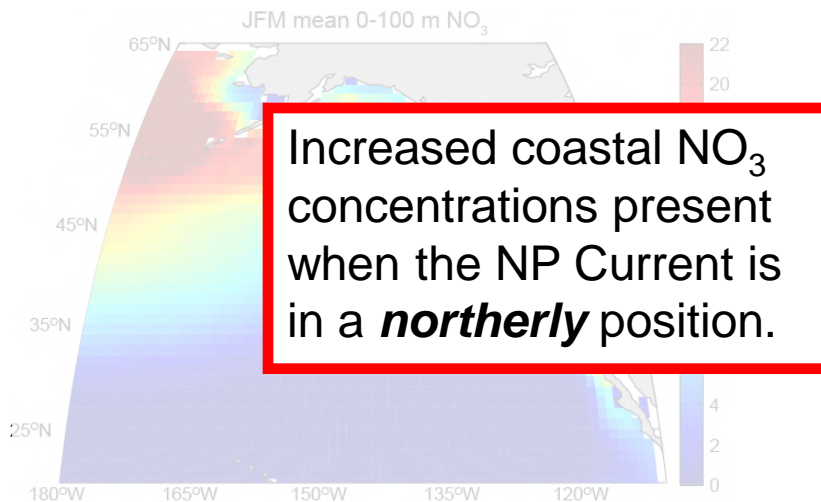 JFM mean 0-100 m NO₃
65°N
22
20
55°N
Increased coastal NO₃
concentrations present
45°N
when the NP Current is
in a northerly position.
35°N
4
25°N
2
0
180°W 165°W 150°W 135°W 120°W